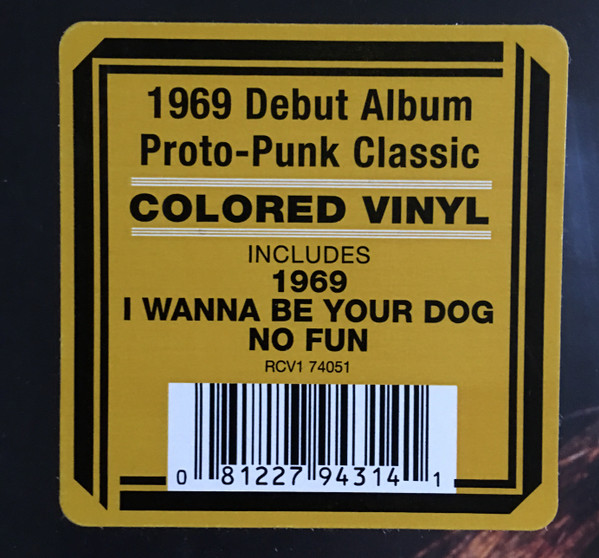 1969 Debut Album
Proto-Punk Classic
COLORED VINYL
INCLUDES
1969
I WANNA BE YOUR DOG
NO FUN
RCV1 74051
0 81227 94314 1